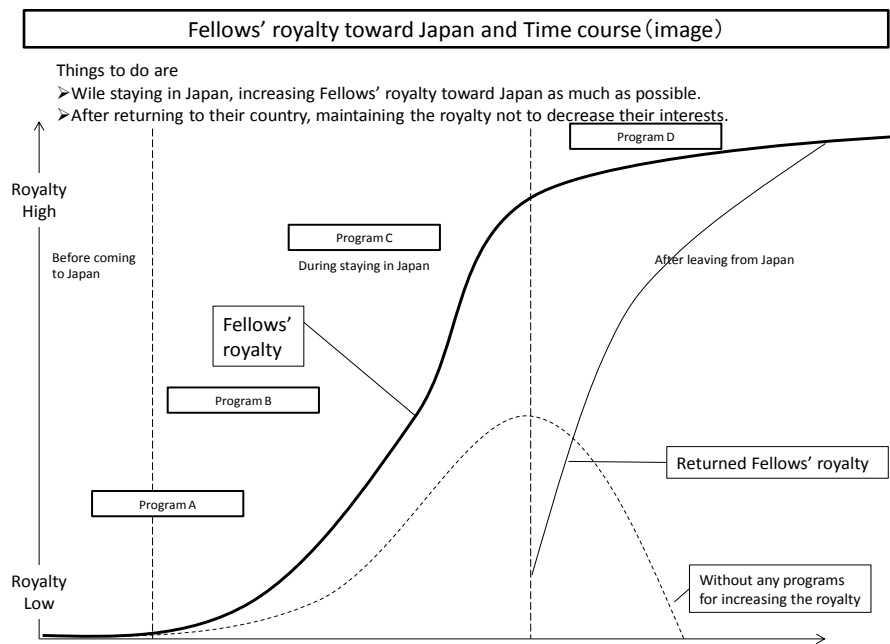 Fellows' royalty toward Japan and Time course(image)
Things to do are
➢Wile staying in Japan, increasing Fellows' royalty toward Japan as much as possible.
➢After returning to their country, maintaining the royalty not to decrease their interests.
Program D
Royalty
High
Program C
Before coming
to Japan
During staying in Japan
After leaving from Japan
Fellows'
royalty
Program B
Returned Fellows' royalty
Program A
Royalty
Low
Without any programs
for increasing the royalty